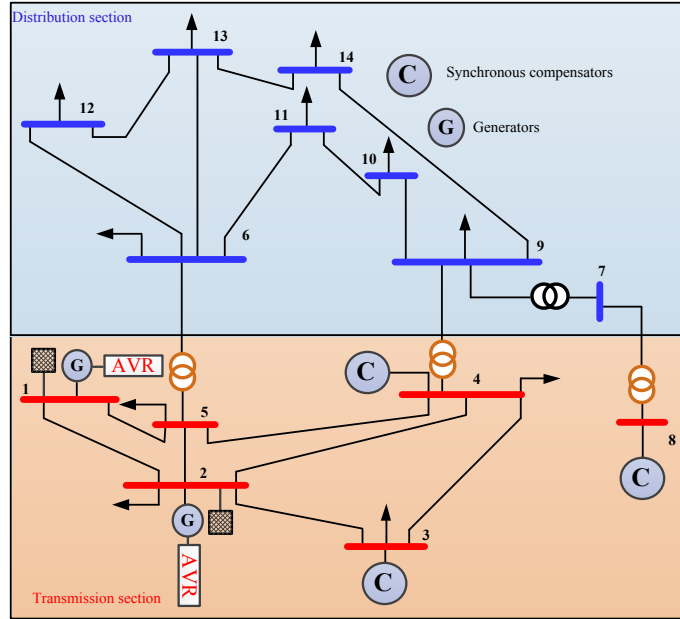 Distribution section
13
14
C
Synchronous compensators
12
11
G
Generators
10
6
9
7
1
G
AVR
C
4
5
8
2
C
G
3
AVR
C
Transmission section